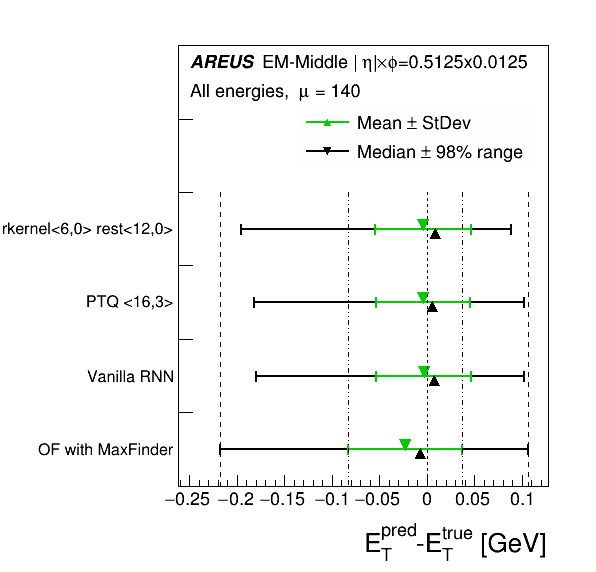 AREUS EM-Middle | η|×ϕ=0.5125x0.0125
All energies, μ = 140
Mean ± StDev
Median ± 98% range
rkernel<6,0> rest<12,0>
PTQ <16,3>
Vanilla RNN
OF with MaxFinder
−0.25 −0.2 −0.15 −0.1 −0.05 0 0.05 0.1
E_T^pred-E_T^true [GeV]